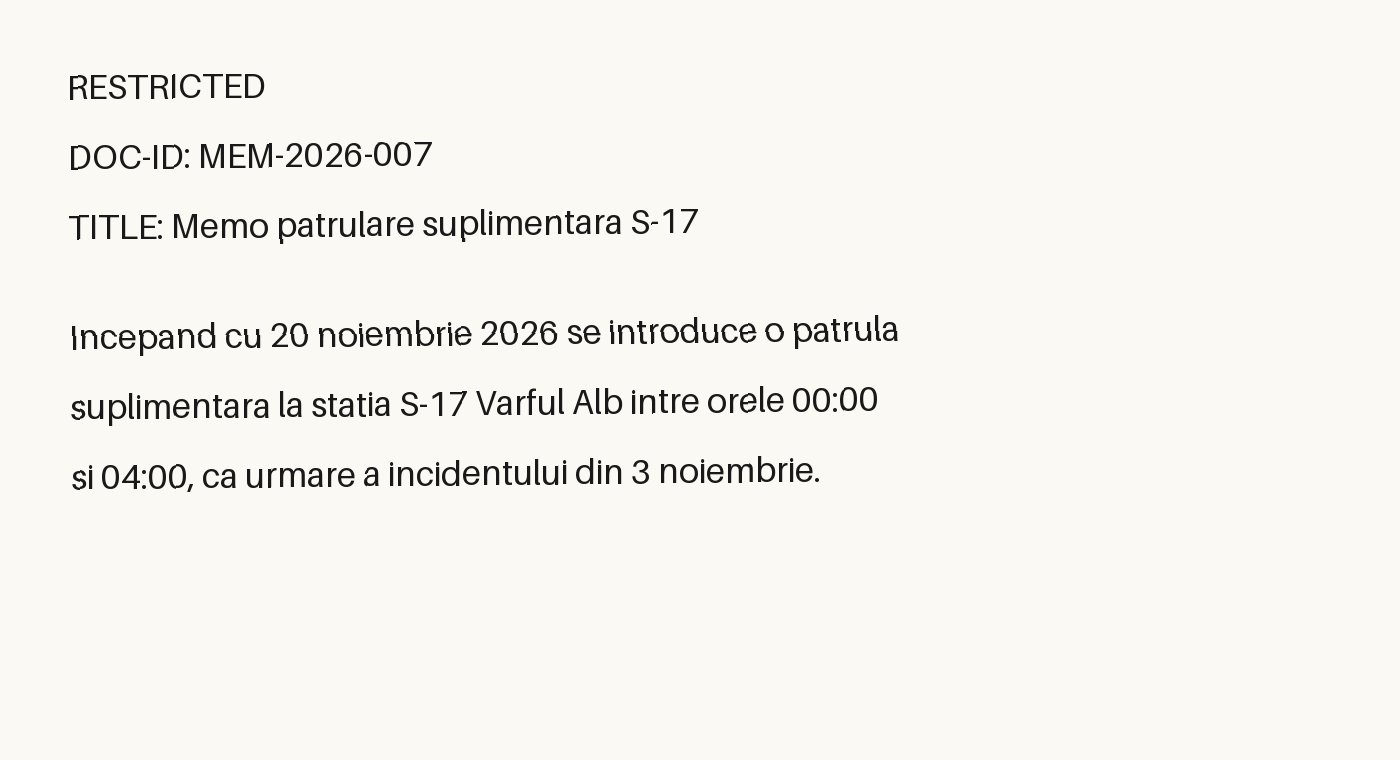 RESTRICTED
DOC-ID: MEM-2026-007
TITLE: Memo patrulare suplimentara S-17
Incepand cu 20 noiembrie 2026 se introduce o patrula
suplimentara la statia S-17 Varful Alb intre orele 00:00
si 04:00, ca urmare a incidentului din 3 noiembrie.